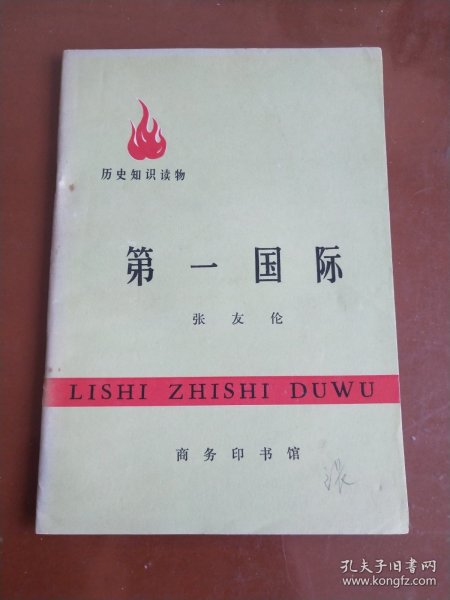 历史知识读物
第一国际
张友伦
LISHI ZHISHI DUWU
商务印书馆
张
孔夫子旧书网
www.kongfz.com